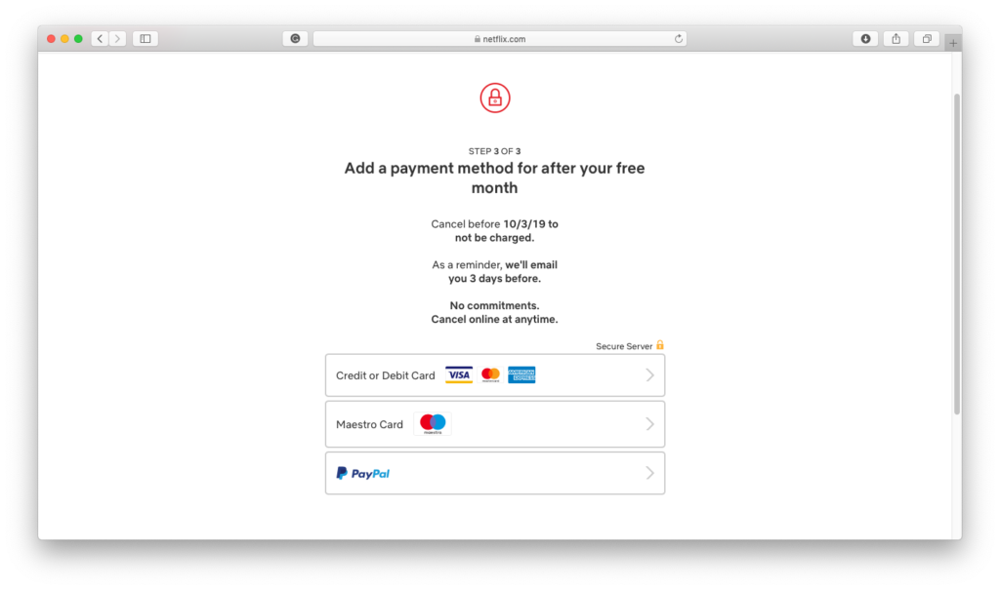 netflix.com
STEP 3 OF 3
Add a payment method for after your free
month
Cancel before 10/3/19 to
not be charged.
As a reminder, we'll email
you 3 days before.
No commitments.
Cancel online at anytime.
Secure Server
Credit or Debit Card VISA mastercard AMERICAN EXPRESS
Maestro Card maestro
PayPal